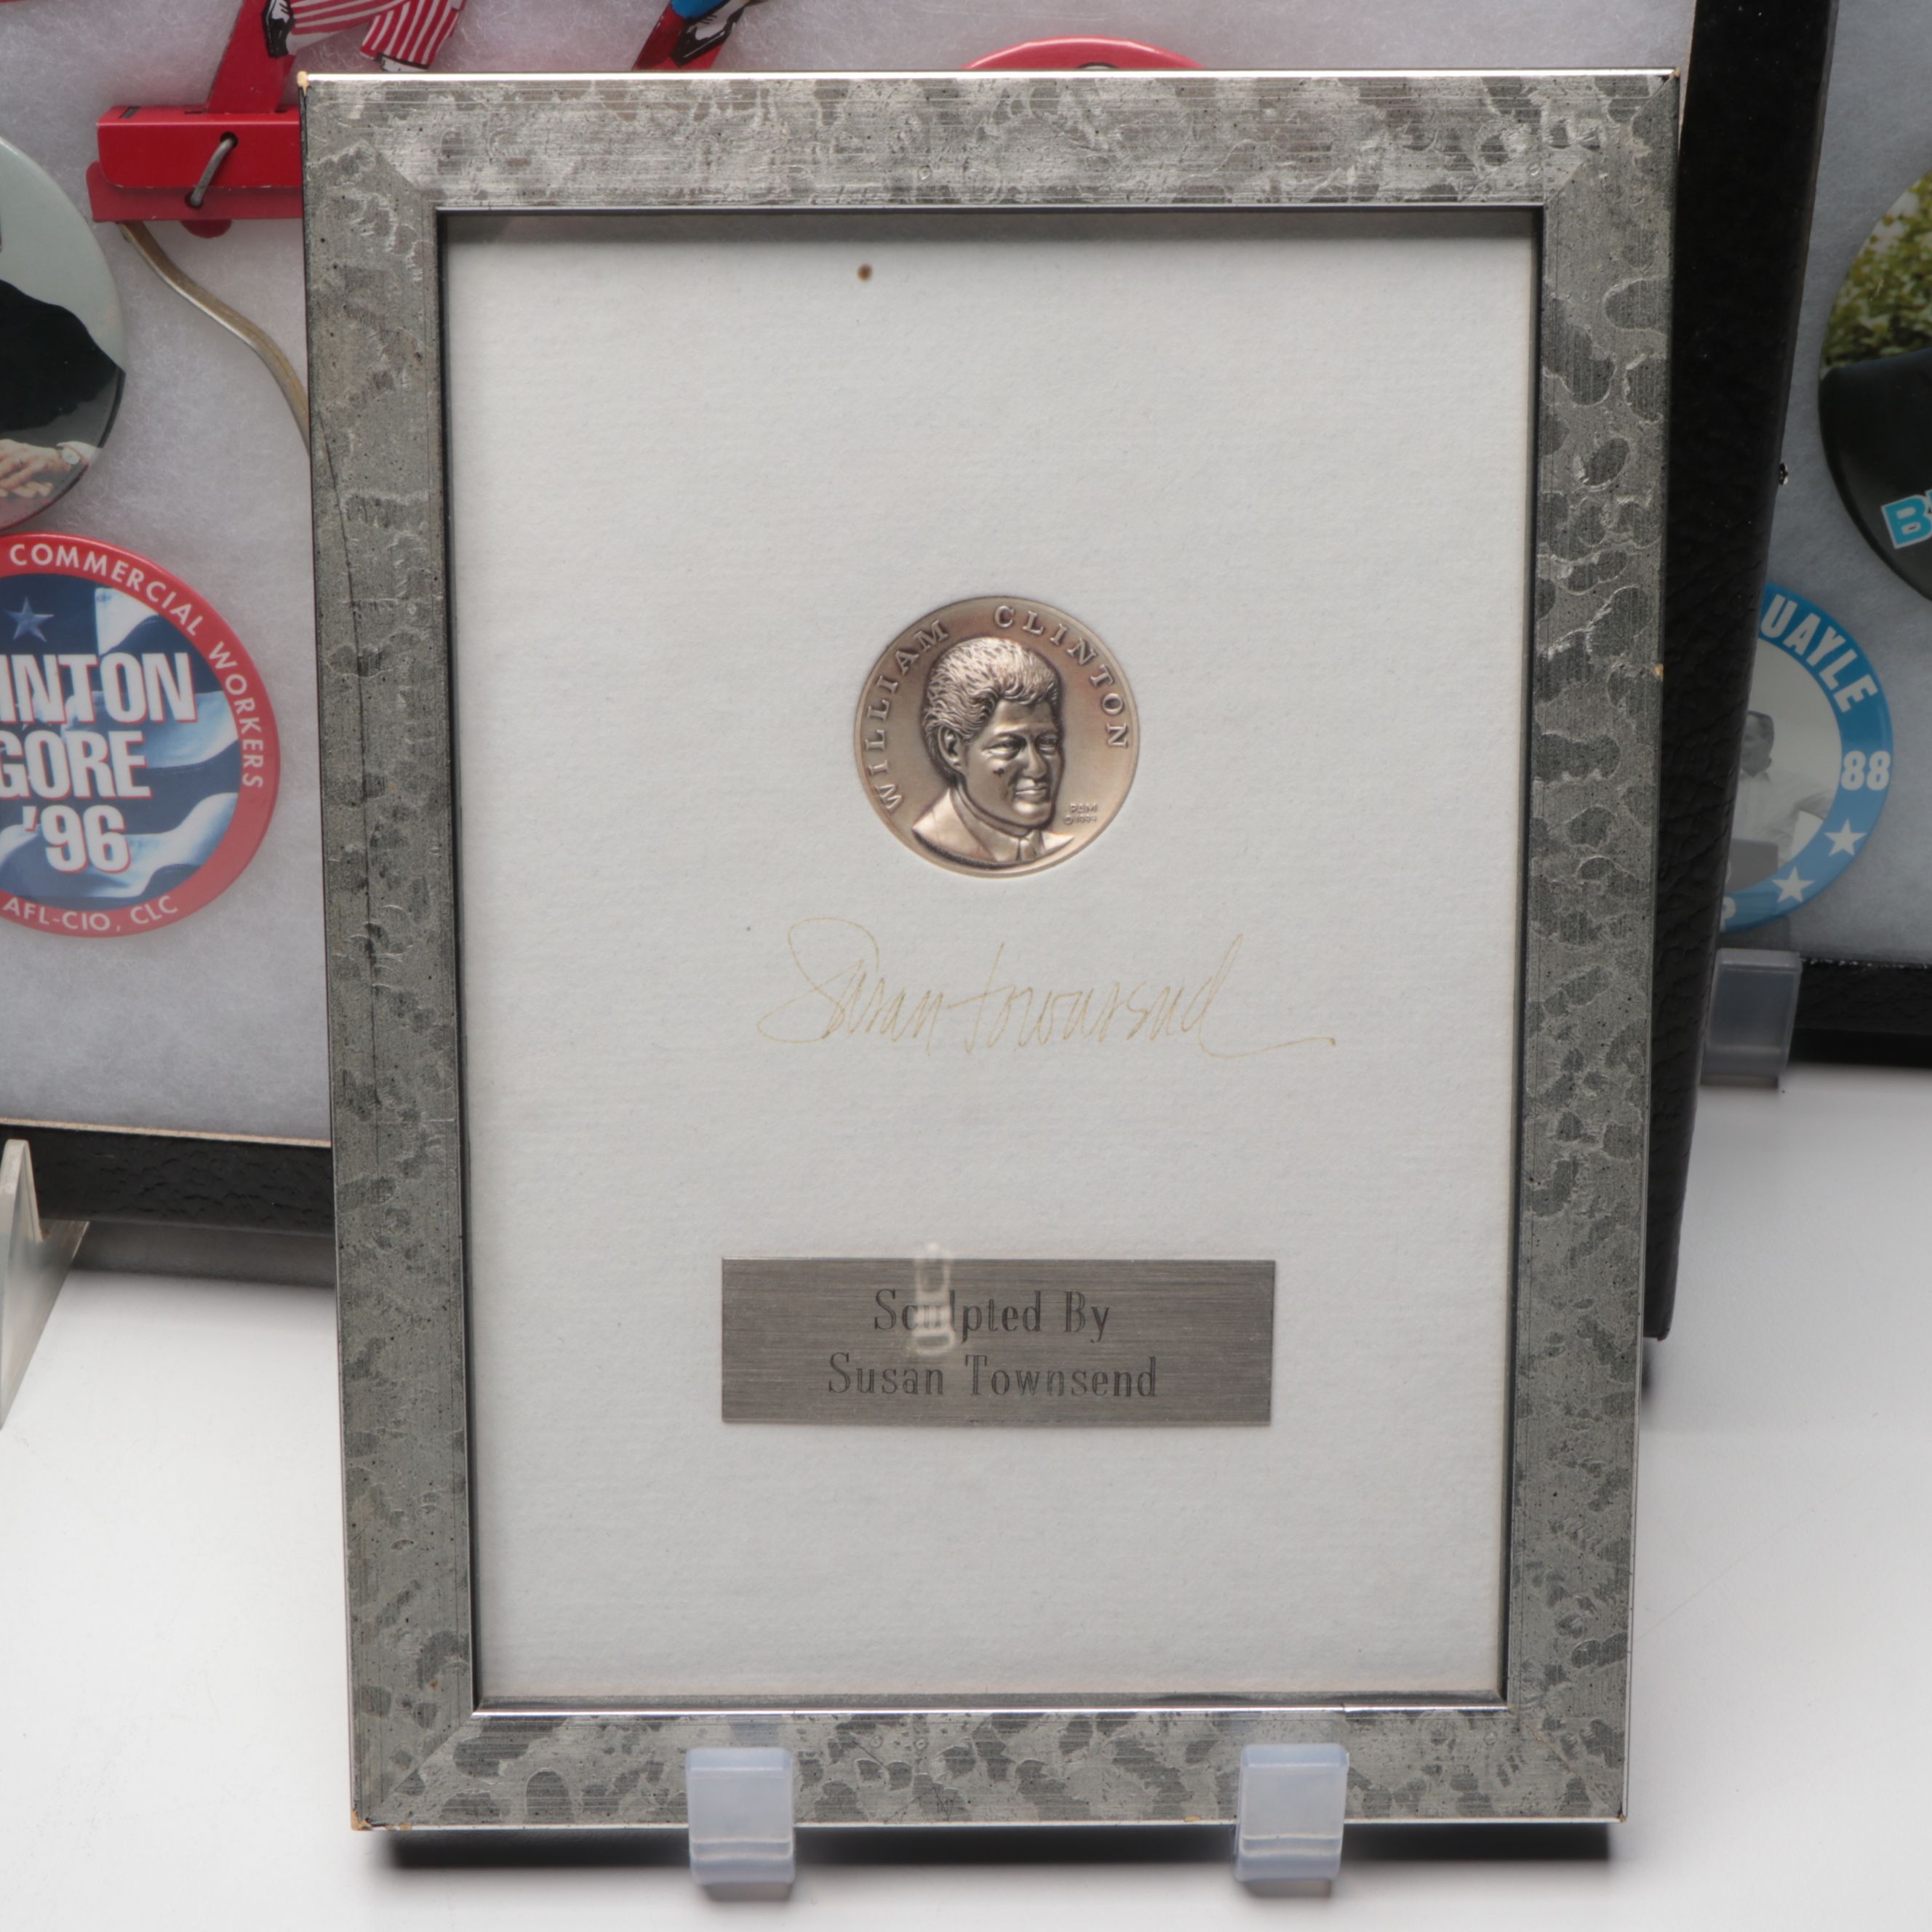 WILLIAM CLINTON
Susan Townsend
Sculpted By
Susan Townsend
COMMERCIAL WORKERS
INTON
GORE
'96
AFL-CIO, CLC
UAYLE
88